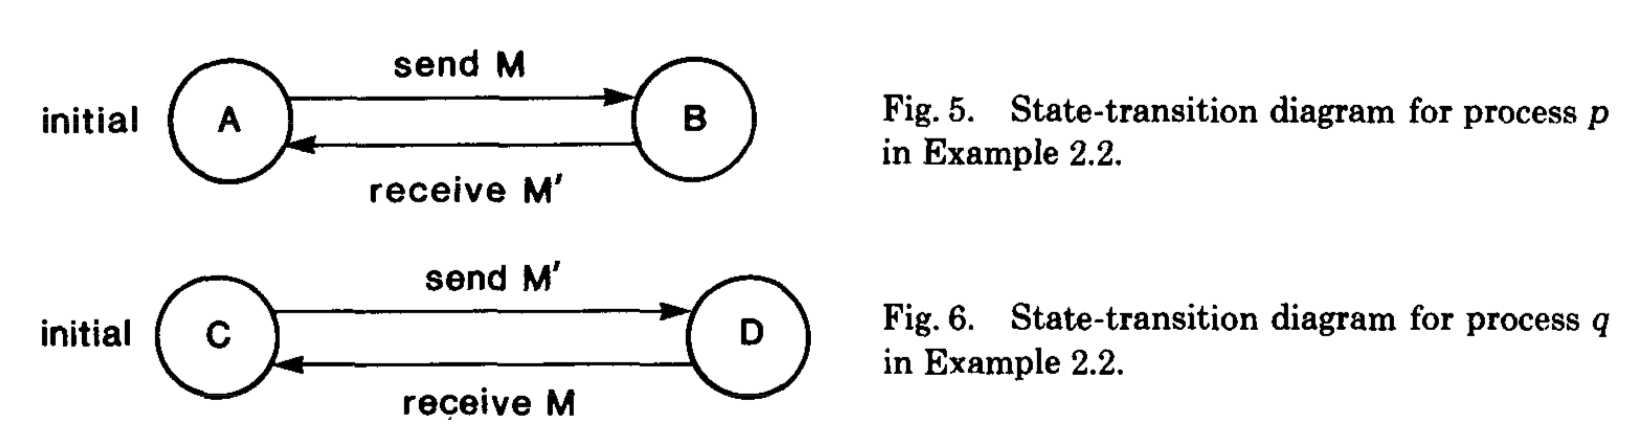 send M
initial A B
receive M'
Fig. 5. State-transition diagram for process p
in Example 2.2.
send M'
initial C D
receive M
Fig. 6. State-transition diagram for process q
in Example 2.2.